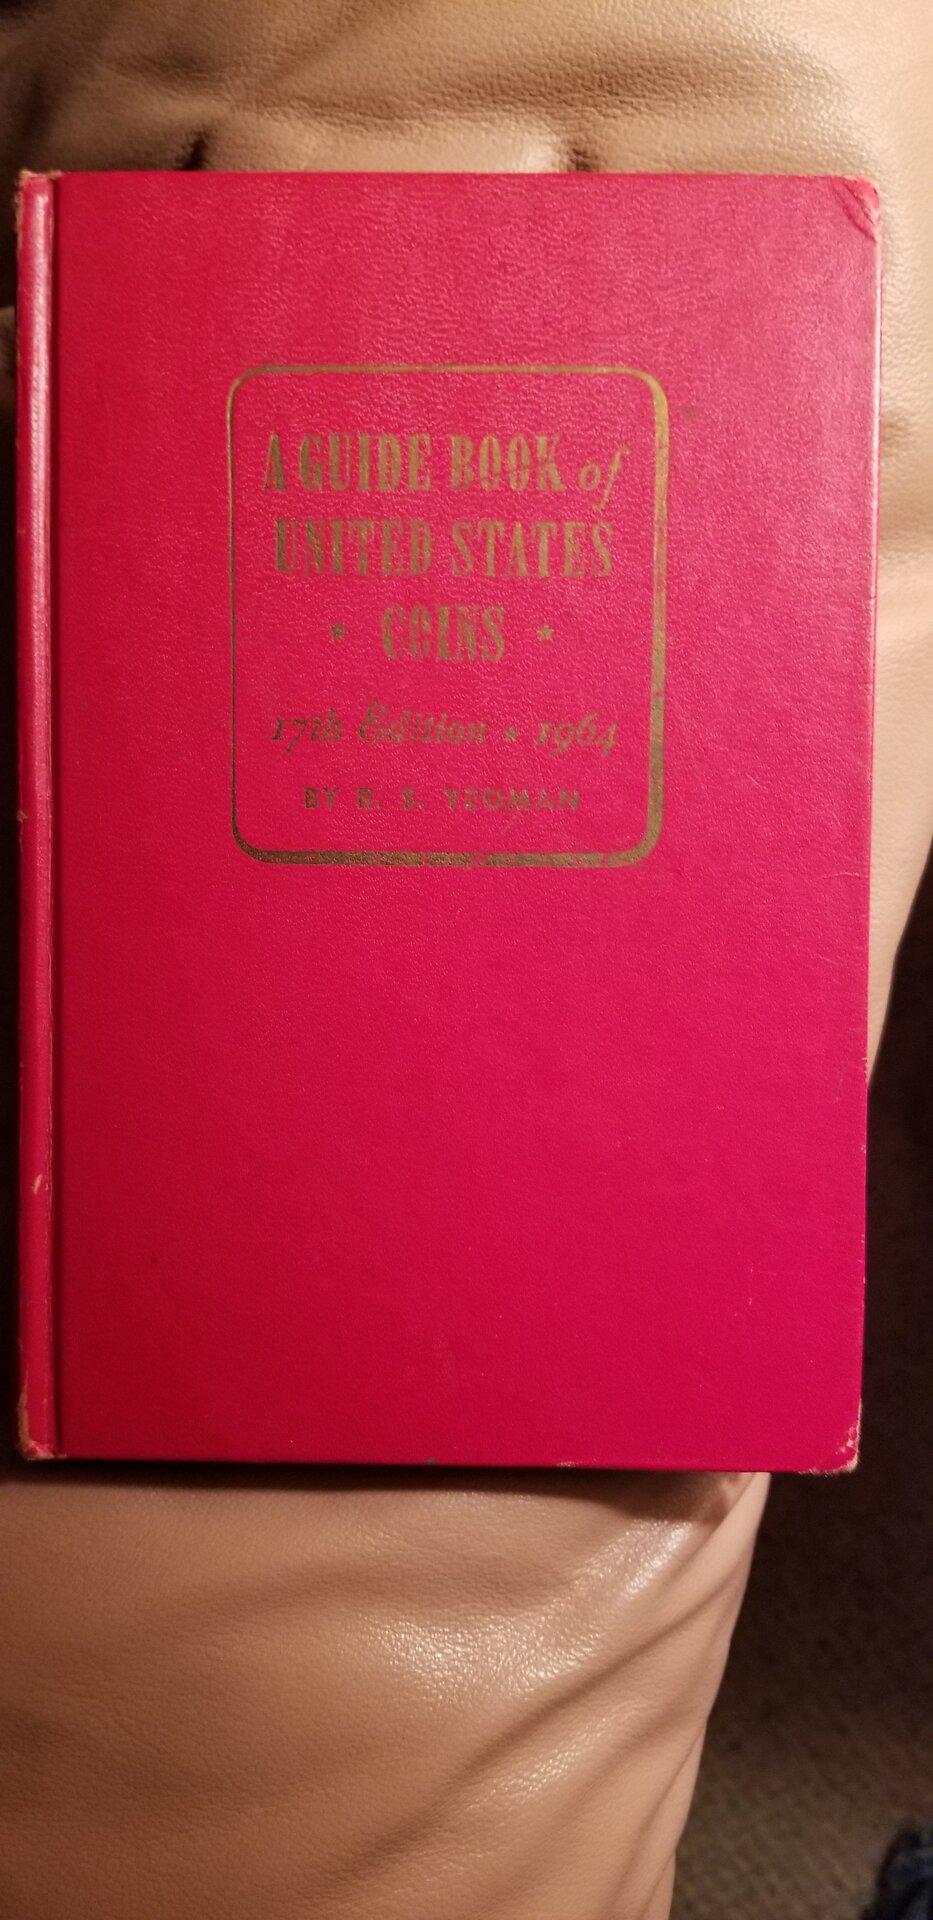 A GUIDE BOOK of
UNITED STATES
★ COINS ★
17th Edition ★ 1964
BY R. S. YEOMAN